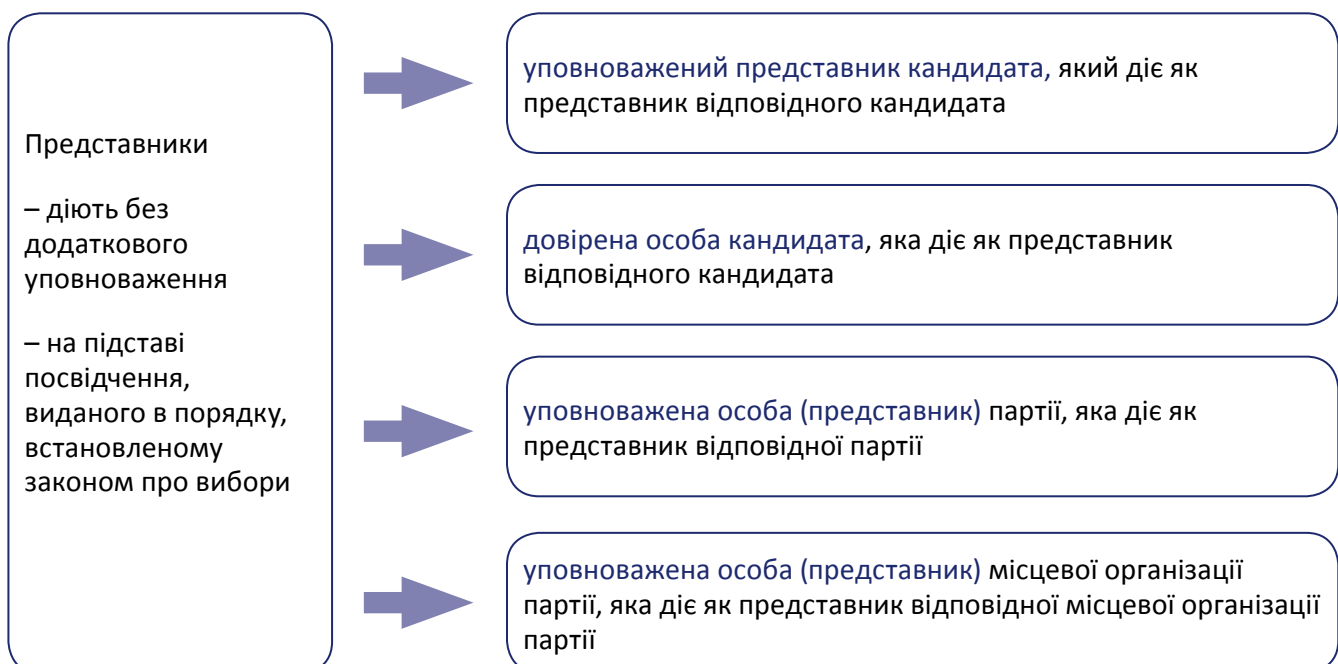 Представники
– діють без
додаткового
уповноваження
– на підставі
посвідчення,
виданого в порядку,
встановленому
законом про вибори
уповноважений представник кандидата, який діє як
представник відповідного кандидата
довірена особа кандидата, яка діє як представник
відповідного кандидата
уповноважена особа (представник) партії, яка діє як
представник відповідної партії
уповноважена особа (представник) місцевої організації
партії, яка діє як представник відповідної місцевої організації
партії